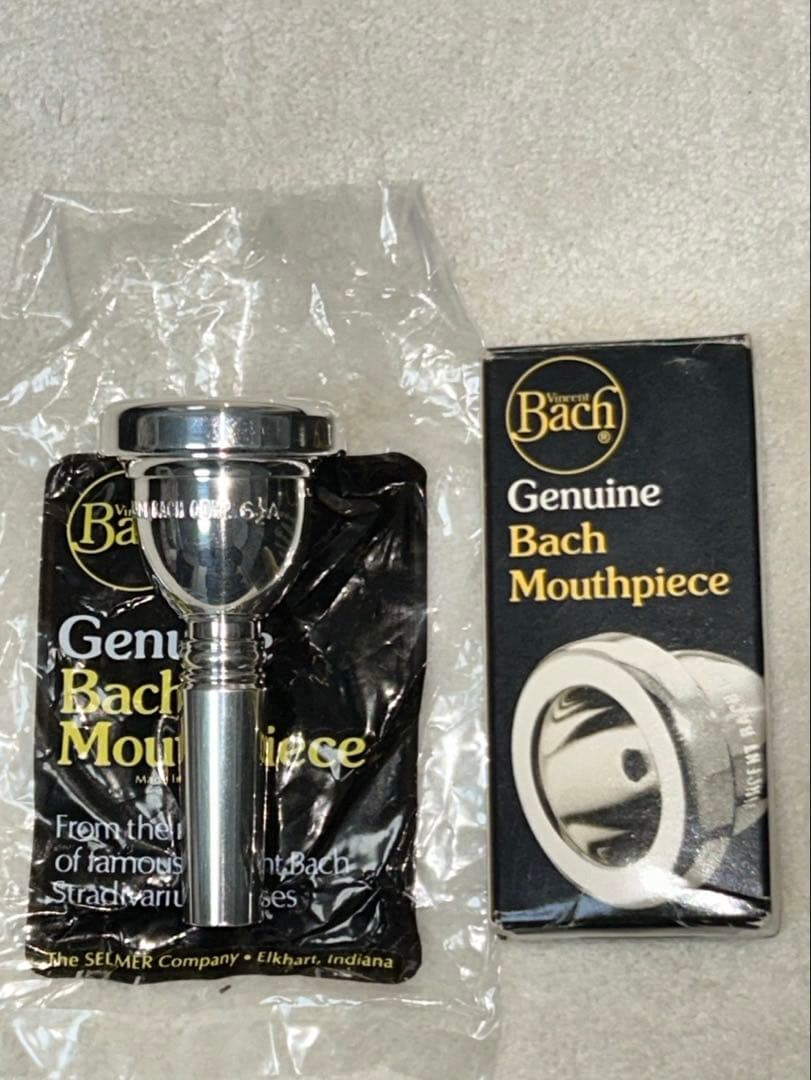 BACH CORP. 6½A
Genu e
Bach
Mou iece
From the
of famous nt Bach
Stradivariu ses
The SELMER Company • Elkhart, Indiana
Vincent
Bach®
Genuine
Bach
Mouthpiece
VINCENT BACH